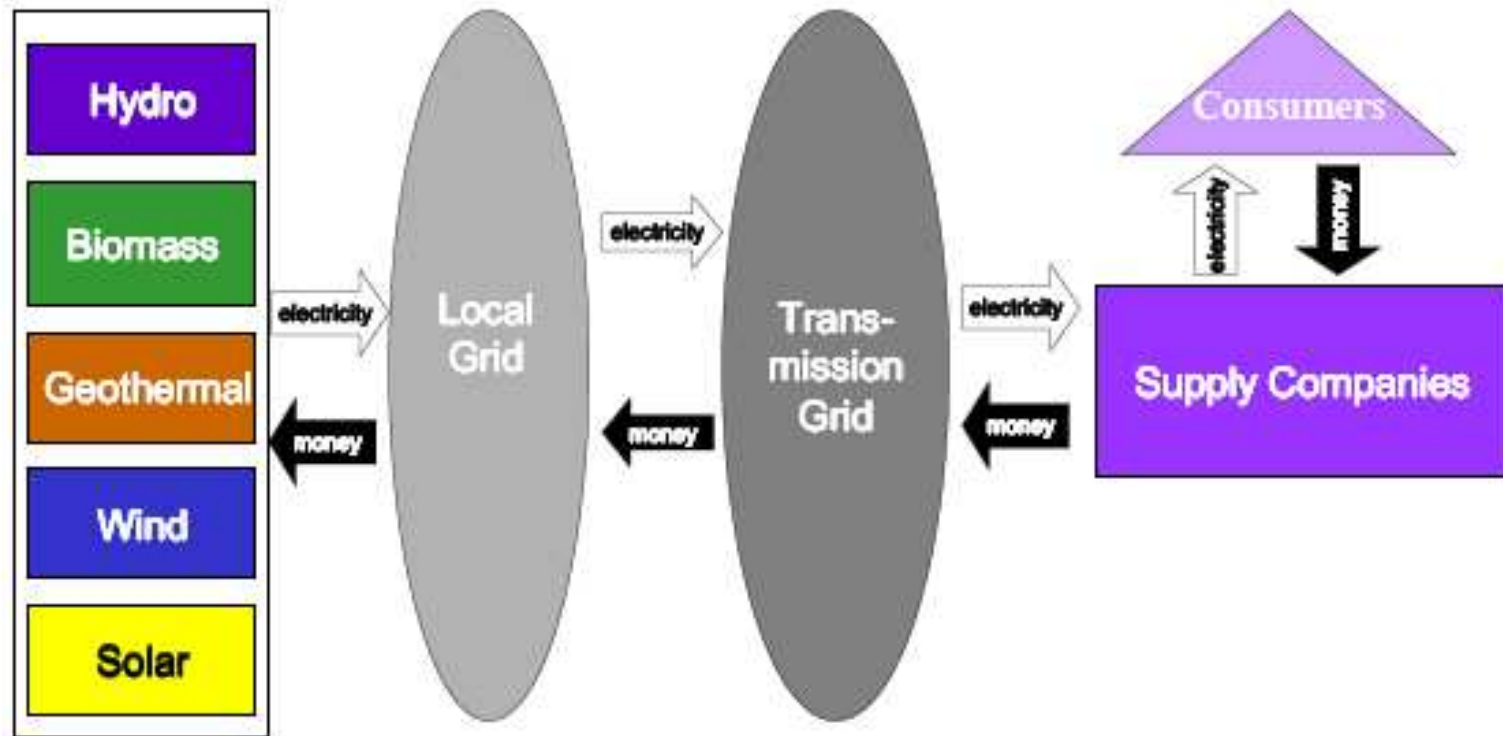 Hydro
Biomass
Geothermal
Wind
Solar
electricity
money
Local
Grid
electricity
money
Trans-
mission
Grid
electricity
money
Consumers
electricity
money
Supply Companies